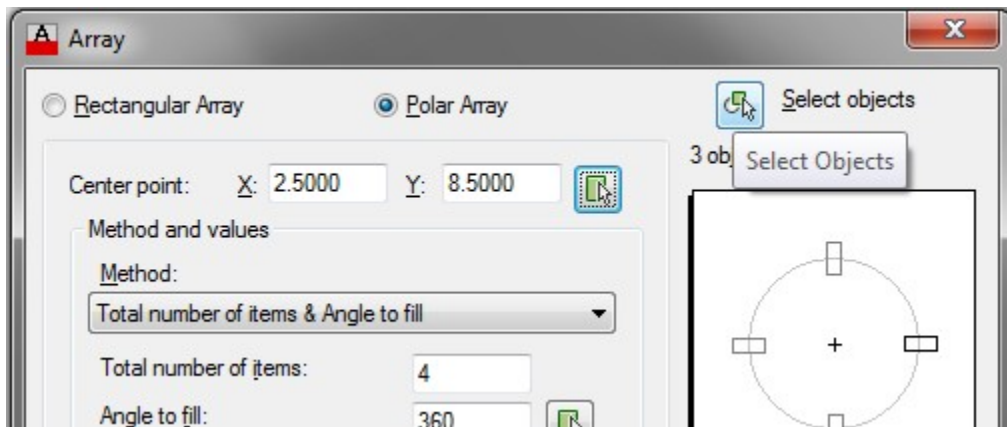 A Array
Rectangular Array Polar Array Select objects
3 Select Objects
Center point: X: 2.5000 Y: 8.5000
Method and values
Method:
Total number of items & Angle to fill
Total number of items: 4
Angle to fill: 360